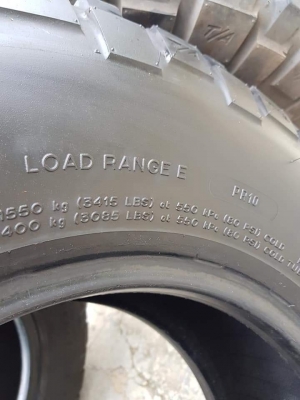 T/A
LOAD RANGE E
PR10
1550 kg (3415 LBS) at 550 kPa (80 PSI) COLD
1400 kg (3085 LBS) at 550 kPa (80 PSI) COLD